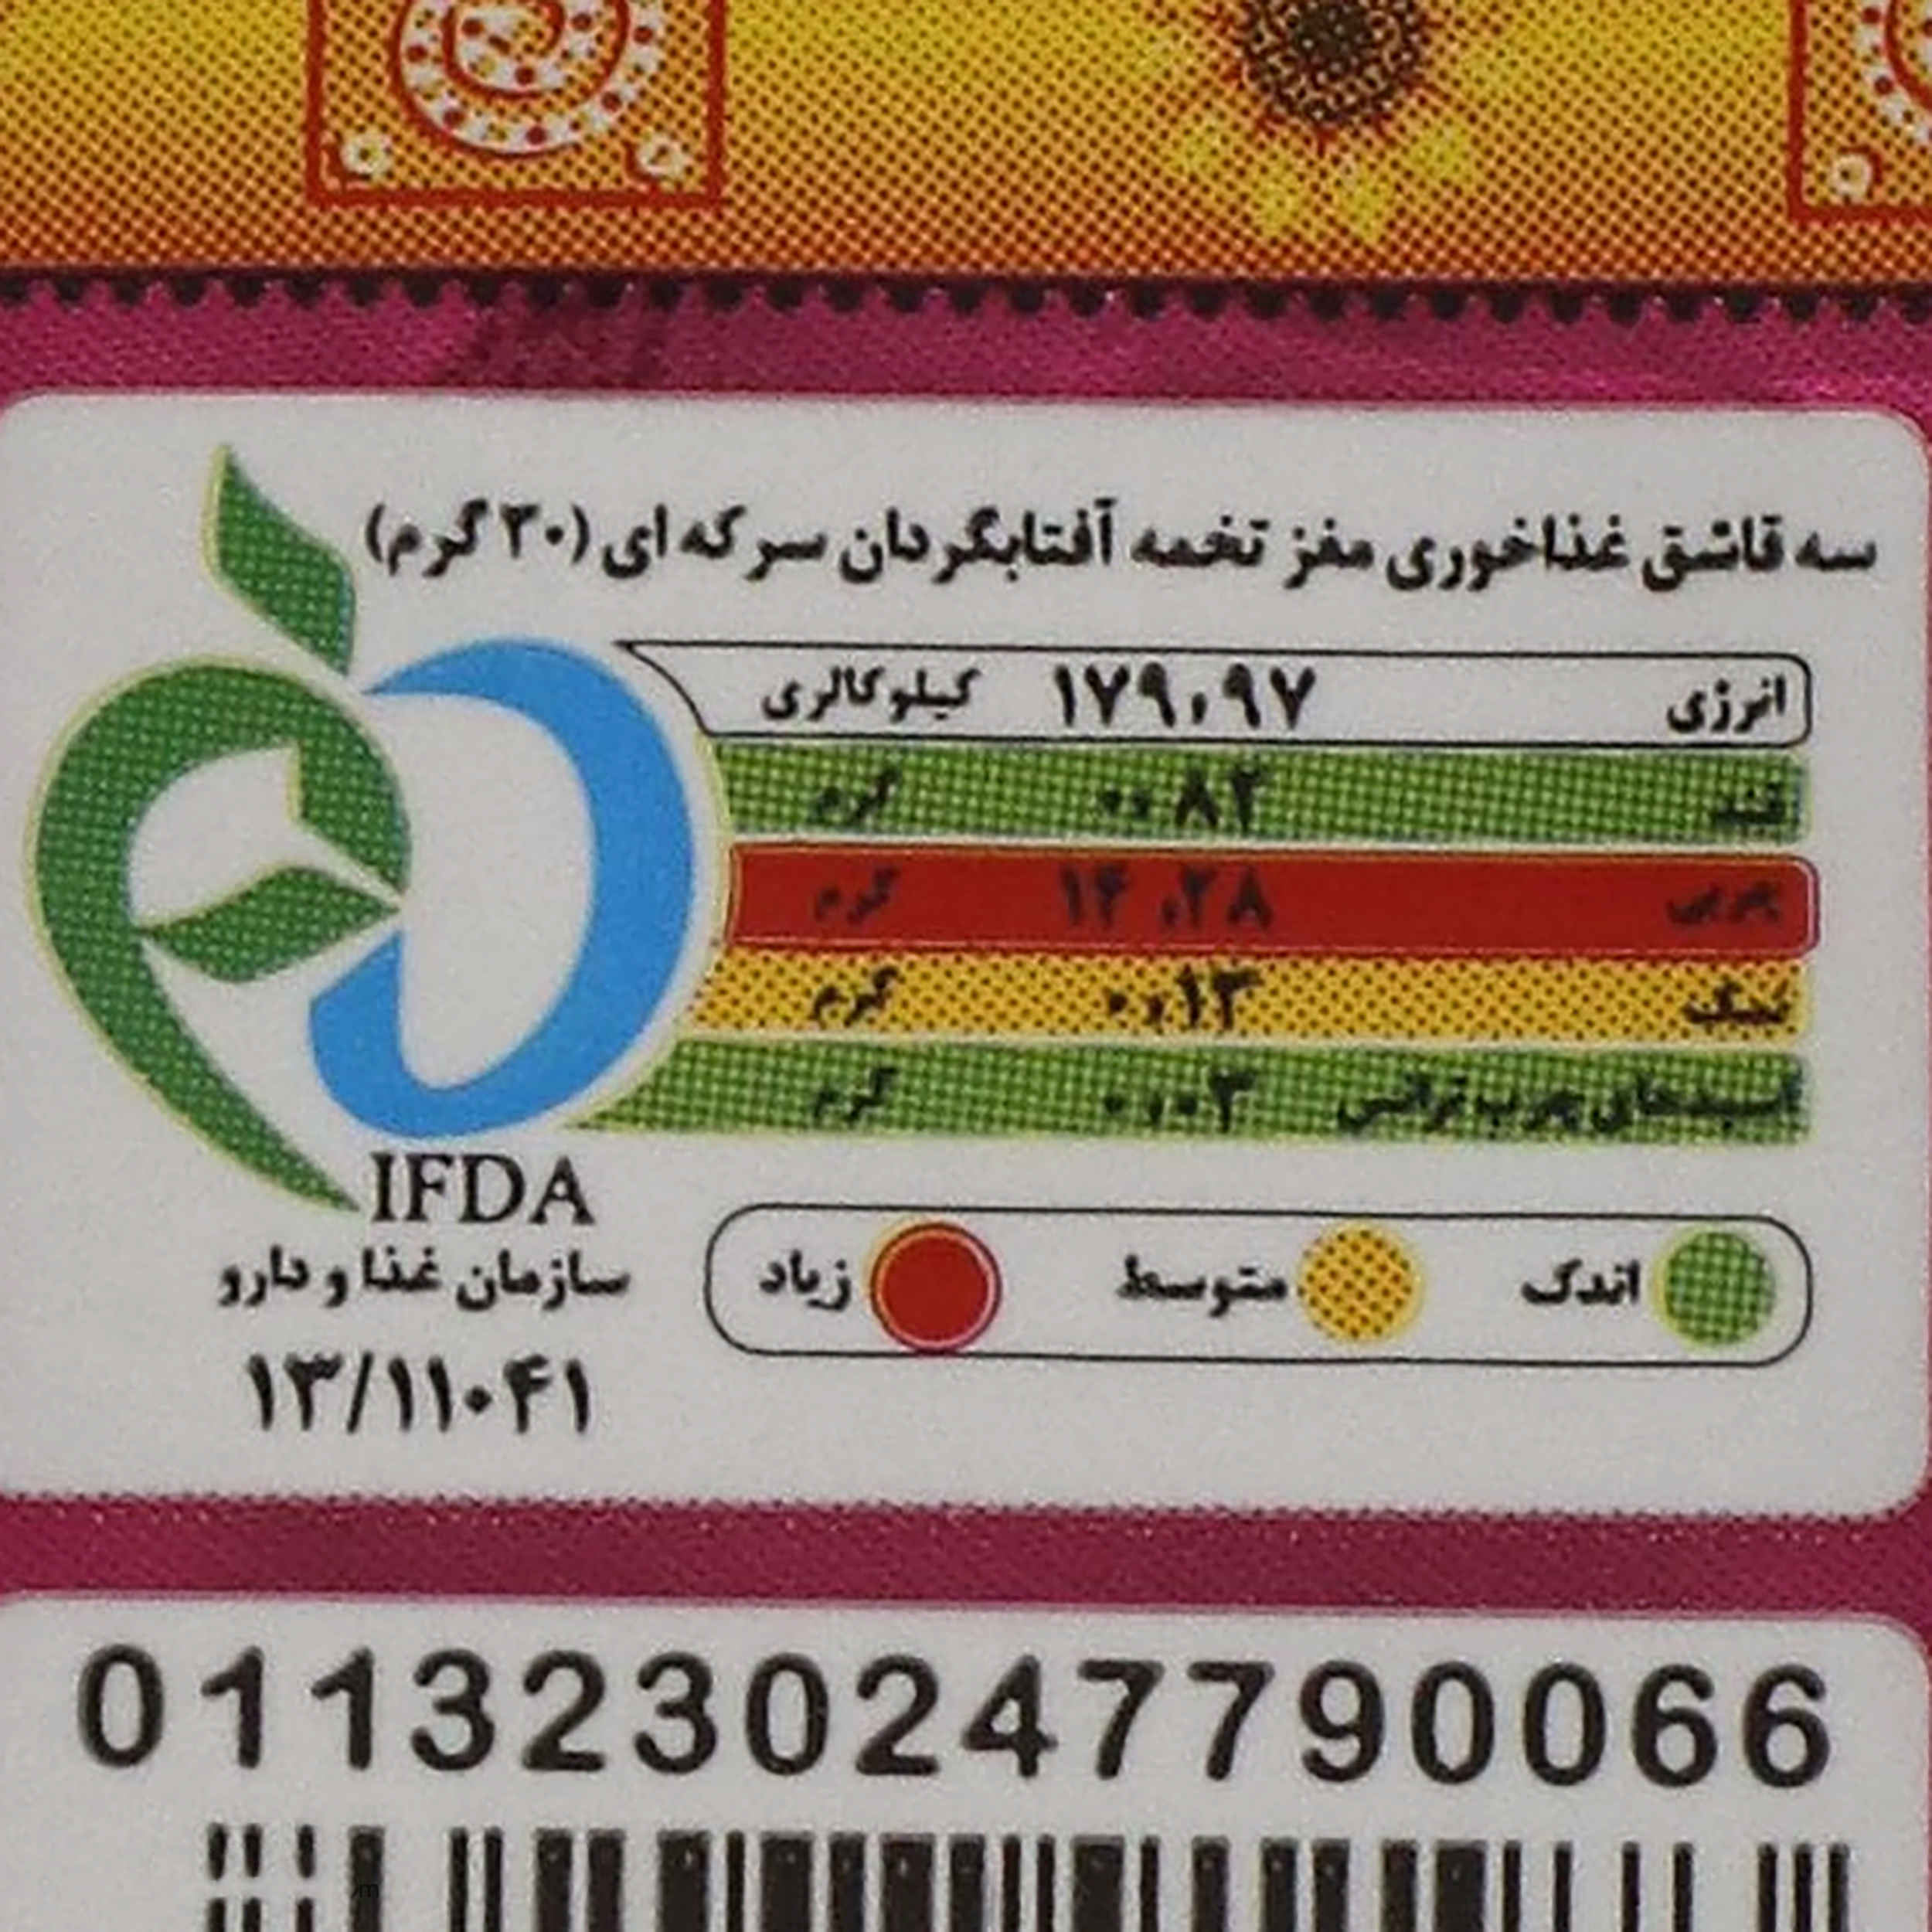 سه قاشق غذاخوری مغز تخمه آفتابگردان سرکه ای (۳۰ گرم)
انرژی ۱۷۹,۹۷ کیلوکالری
قند ۰,۸۲ گرم
چربی ۱۴,۲۸ گرم
نمک ۰,۱۳ گرم
اسیدهای چرب ترانس ۰,۰۳ گرم
اندک متوسط زیاد
IFDA
سازمان غذا و دارو
۱۳/۱۱۰۴۱
0113230247790066